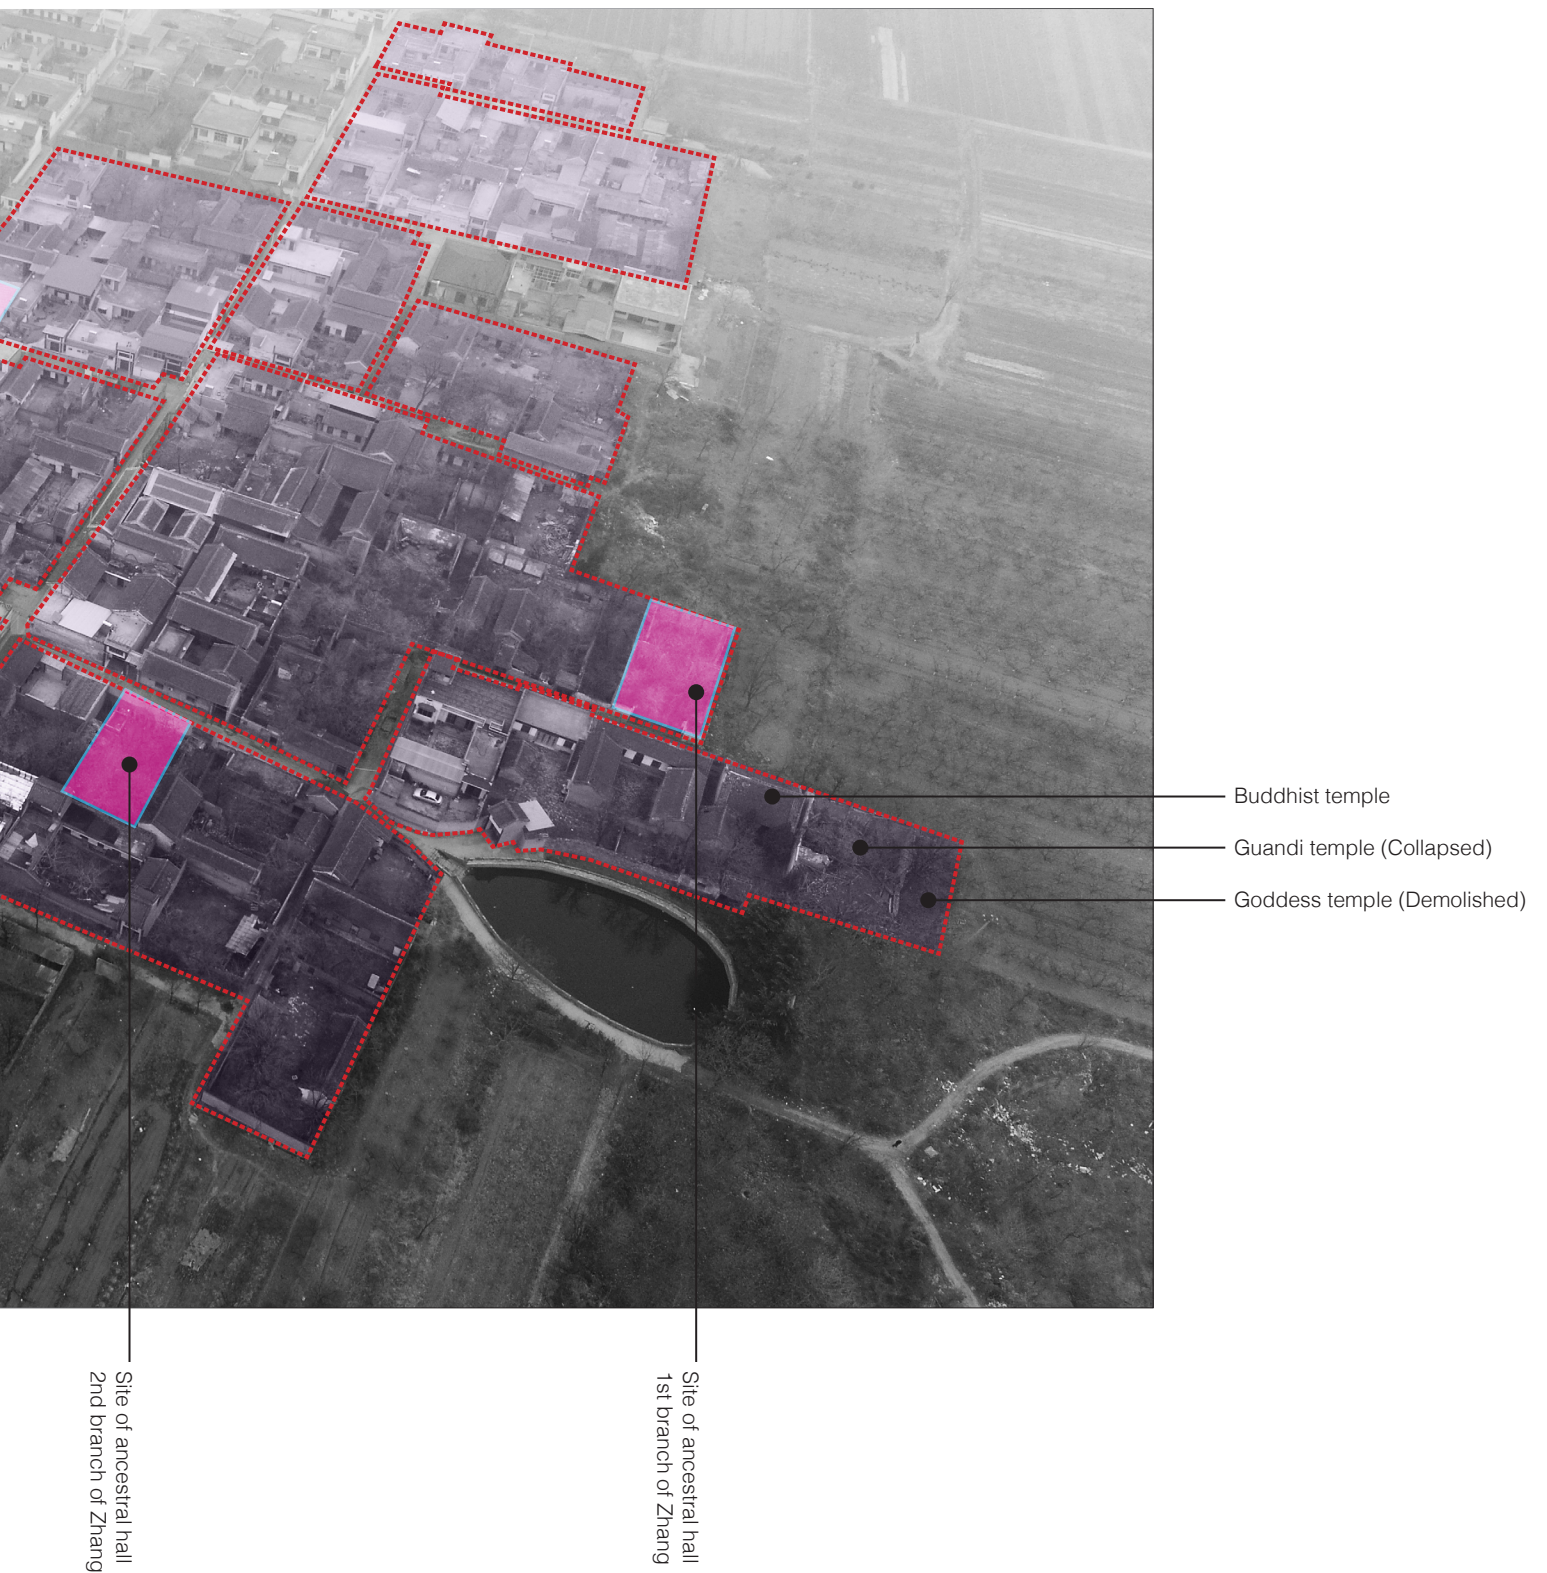 Buddhist temple
Guandi temple (Collapsed)
Goddess temple (Demolished)
Site of ancestral hall
2nd branch of Zhang
Site of ancestral hall
1st branch of Zhang